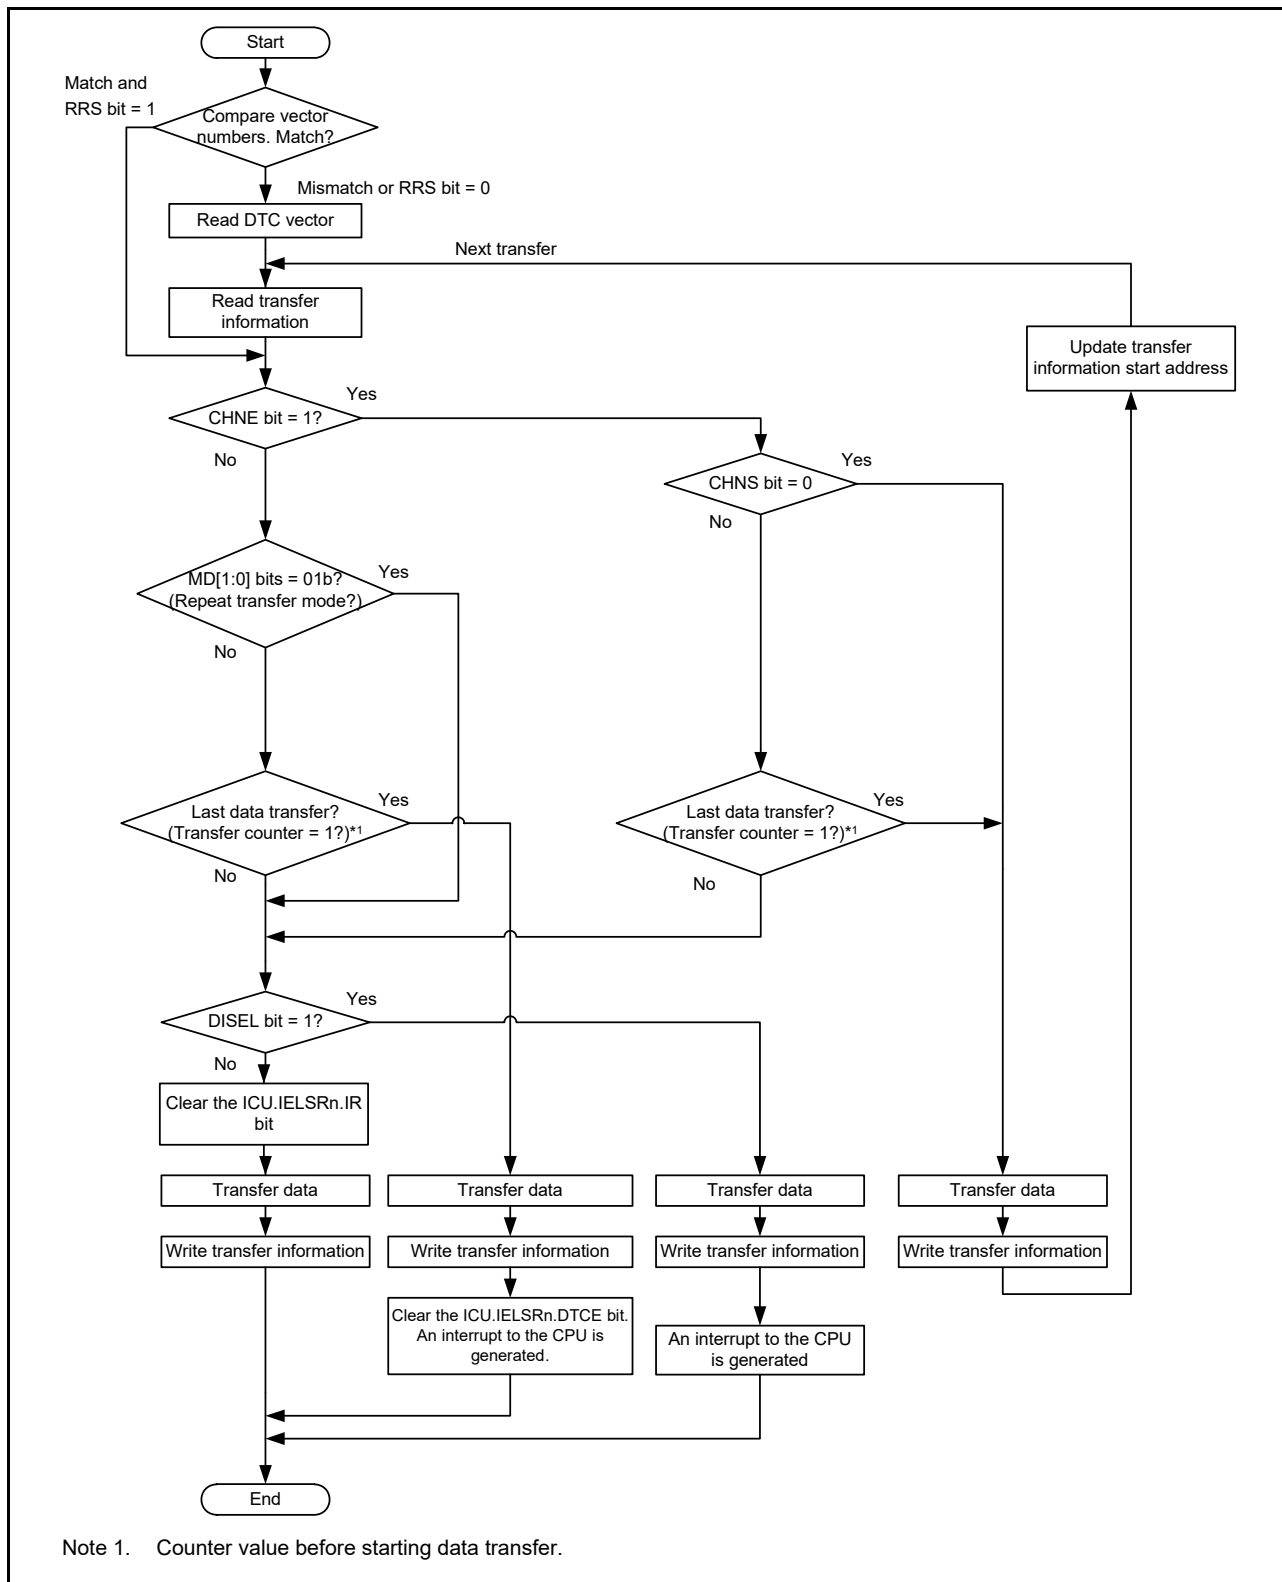 Start
Match and
RRS bit = 1
Compare vector
numbers. Match?
Mismatch or RRS bit = 0
Read DTC vector
Next transfer
Read transfer
information
Update transfer
information start address
Yes
CHNE bit = 1?
No
Yes
CHNS bit = 0
No
MD[1:0] bits = 01b?
(Repeat transfer mode?)
Yes
No
Last data transfer?
(Transfer counter = 1?)*1
Yes
No
Last data transfer?
(Transfer counter = 1?)*1
Yes
No
DISEL bit = 1?
Yes
No
Clear the ICU.IELSRn.IR
bit
Transfer data
Transfer data
Transfer data
Transfer data
Write transfer information
Write transfer information
Write transfer information
Write transfer information
Clear the ICU.IELSRn.DTCE bit.
An interrupt to the CPU is
generated.
An interrupt to the CPU
is generated
End
Note 1. Counter value before starting data transfer.